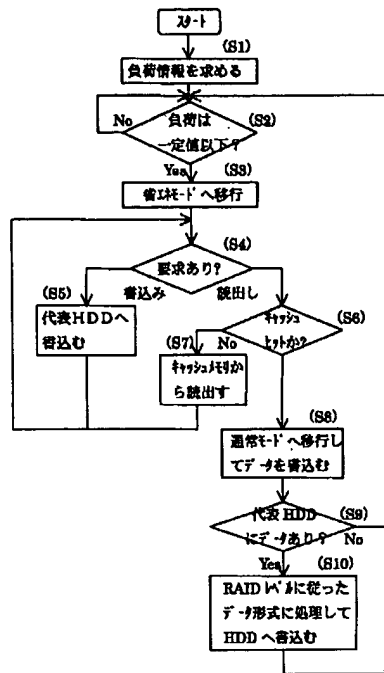 スタート
(S1)
負荷情報を求める
No
負荷は
一定値以下?
(S2)
Yes
(S3)
省エネモードへ移行
(S4)
要求あり?
書込み
読出し
(S5)
代表HDDへ
書込む
キャッシュ
ヒットか?
(S6)
No
(S7)
キャッシュメモリか
ら読出す
(S8)
通常モードへ移行し
てデータを書込む
代表HDD
にデータあり?
(S9)
No
Yes
(S10)
RAIDレベルに従った
データ形式に処理して
HDDへ書込む